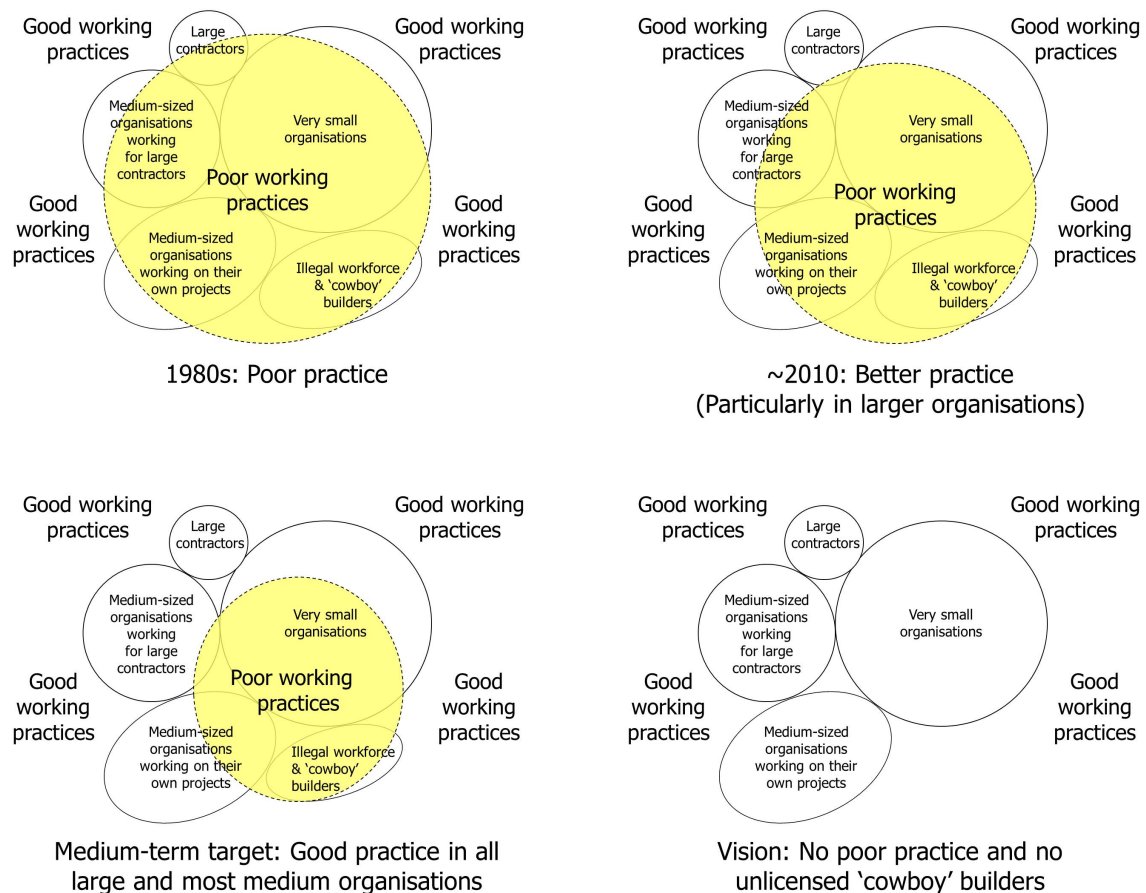 Good working
practices
Large
contractors
Good working
practices
Medium-sized
organisations
working
for large
contractors
Very small
organisations
Poor working
practices
Good
working
practices
Good
working
practices
Medium-sized
organisations
working on their
own projects
Illegal workforce
& ‘cowboy’
builders
1980s: Poor practice
Good working
practices
Large
contractors
Good working
practices
Medium-sized
organisations
working
for large
contractors
Very small
organisations
Poor working
practices
Good
working
practices
Good
working
practices
Medium-sized
organisations
working on their
own projects
Illegal workforce
& ‘cowboy’
builders
~2010: Better practice
(Particularly in larger organisations)
Good working
practices
Large
contractors
Good working
practices
Medium-sized
organisations
working
for large
contractors
Very small
organisations
Poor working
practices
Good
working
practices
Good
working
practices
Medium-sized
organisations
working on their
own projects
Illegal workforce
& ‘cowboy’
builders
Medium-term target: Good practice in all
large and most medium organisations
Good working
practices
Large
contractors
Good working
practices
Medium-sized
organisations
working
for large
contractors
Very small
organisations
Good
working
practices
Good
working
practices
Medium-sized
organisations
working on their
own projects
Vision: No poor practice and no
unlicensed ‘cowboy’ builders